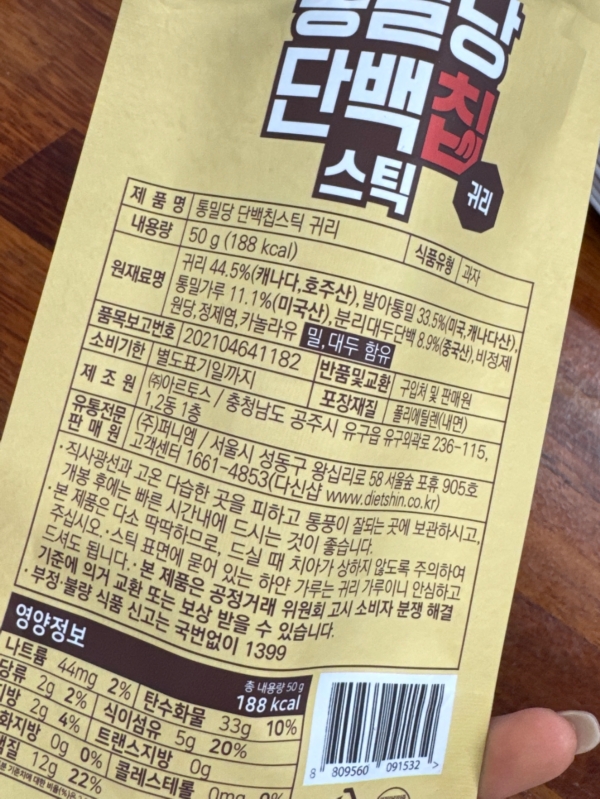 통밀당
단백칩
스틱
귀리
제 품 명 통밀당 단백칩스틱 귀리
내용량 50 g (188 kcal) 식품유형 과자
원재료명 귀리 44.5%(캐나다,호주산), 발아통밀 33.5%(미국,캐나다산),
통밀가루 11.1%(미국산),분리대두단백 8.9%(중국산),비정제
원당,정제염,카놀라유 밀,대두 함유
품목보고번호 202104641182 반품및교환 구입처 및 판매원
소비기한 별도표기일까지 포장재질 폴리에틸렌(내면)
제 조 원 ㈜아르토스 / 충청남도 공주시 유구읍 유구외곽로 236-115,
1,2동 1층
유통전문 판 매 원 (주)퍼니엠 / 서울시 성동구 왕십리로 58 서울숲 포휴 905호
고객센터 1661-4853(다신샵 www.dietshin.co.kr)
·직사광선과 고온 다습한 곳을 피하고 통풍이 잘되는 곳에 보관하시고,
개봉 후에는 빠른 시간내에 드시는 것이 좋습니다.
·본 제품은 다소 딱딱하므로, 드실 때 치아가 상하지 않도록 주의하여
주십시오. ·스틱 표면에 묻어 있는 하얀 가루는 귀리 가루이니 안심하고
드셔도 됩니다. ·본 제품은 공정거래 위원회 고시 소비자 분쟁 해결
기준에 의거 교환 또는 보상 받을 수 있습니다.
·부정·불량 식품 신고는 국번없이 1399
영양정보 총 내용량 50 g
188 kcal
나트륨 44mg 2% 탄수화물 33g 10%
당류 2g 2% 식이섬유 5g 20%
지방 2g 4% 트랜스지방 0g
화지방 0g 0% 콜레스테롤 0mg 0%
백질 12g 22%
8 809560 091532 >